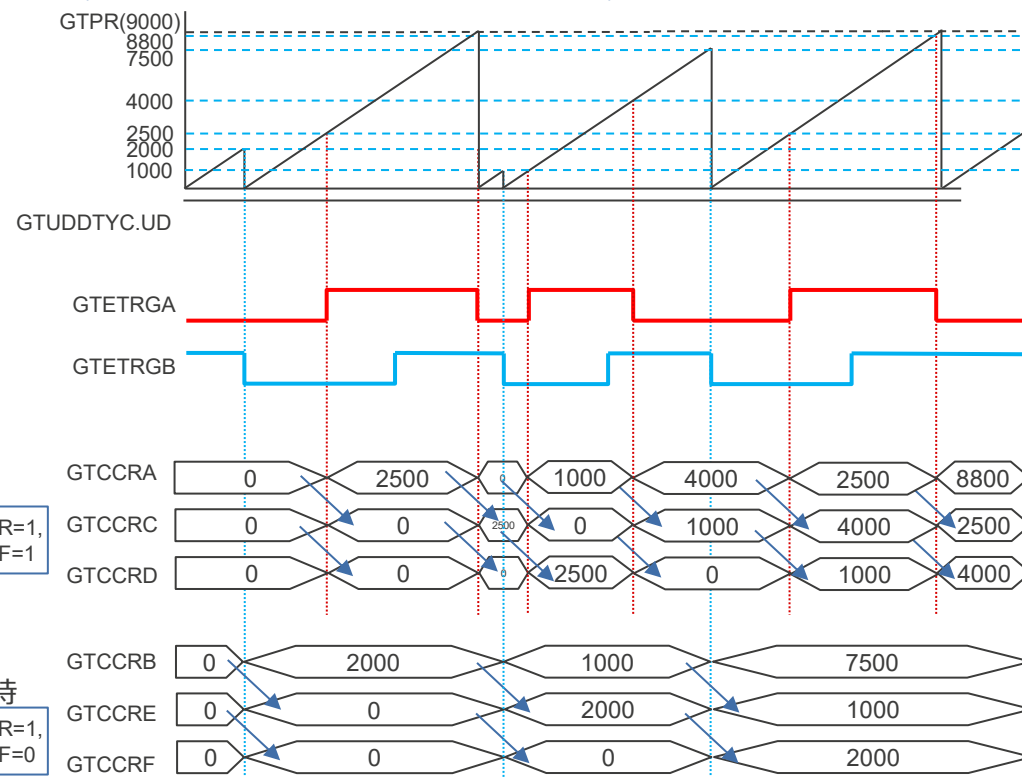 GTPR(9000)
8800
7500
4000
2500
2000
1000
GTUDDTYC.UD
GTETRGA
GTETRGB
GTCCRA 0 2500 0 1000 4000 2500 8800
R=1,
F=1
GTCCRC 0 0 2500 0 1000 4000 2500
GTCCRD 0 0 0 2500 0 1000 4000
GTCCRB 0 2000 1000 7500
時
R=1,
F=0
GTCCRE 0 0 2000 1000
GTCCRF 0 0 0 2000